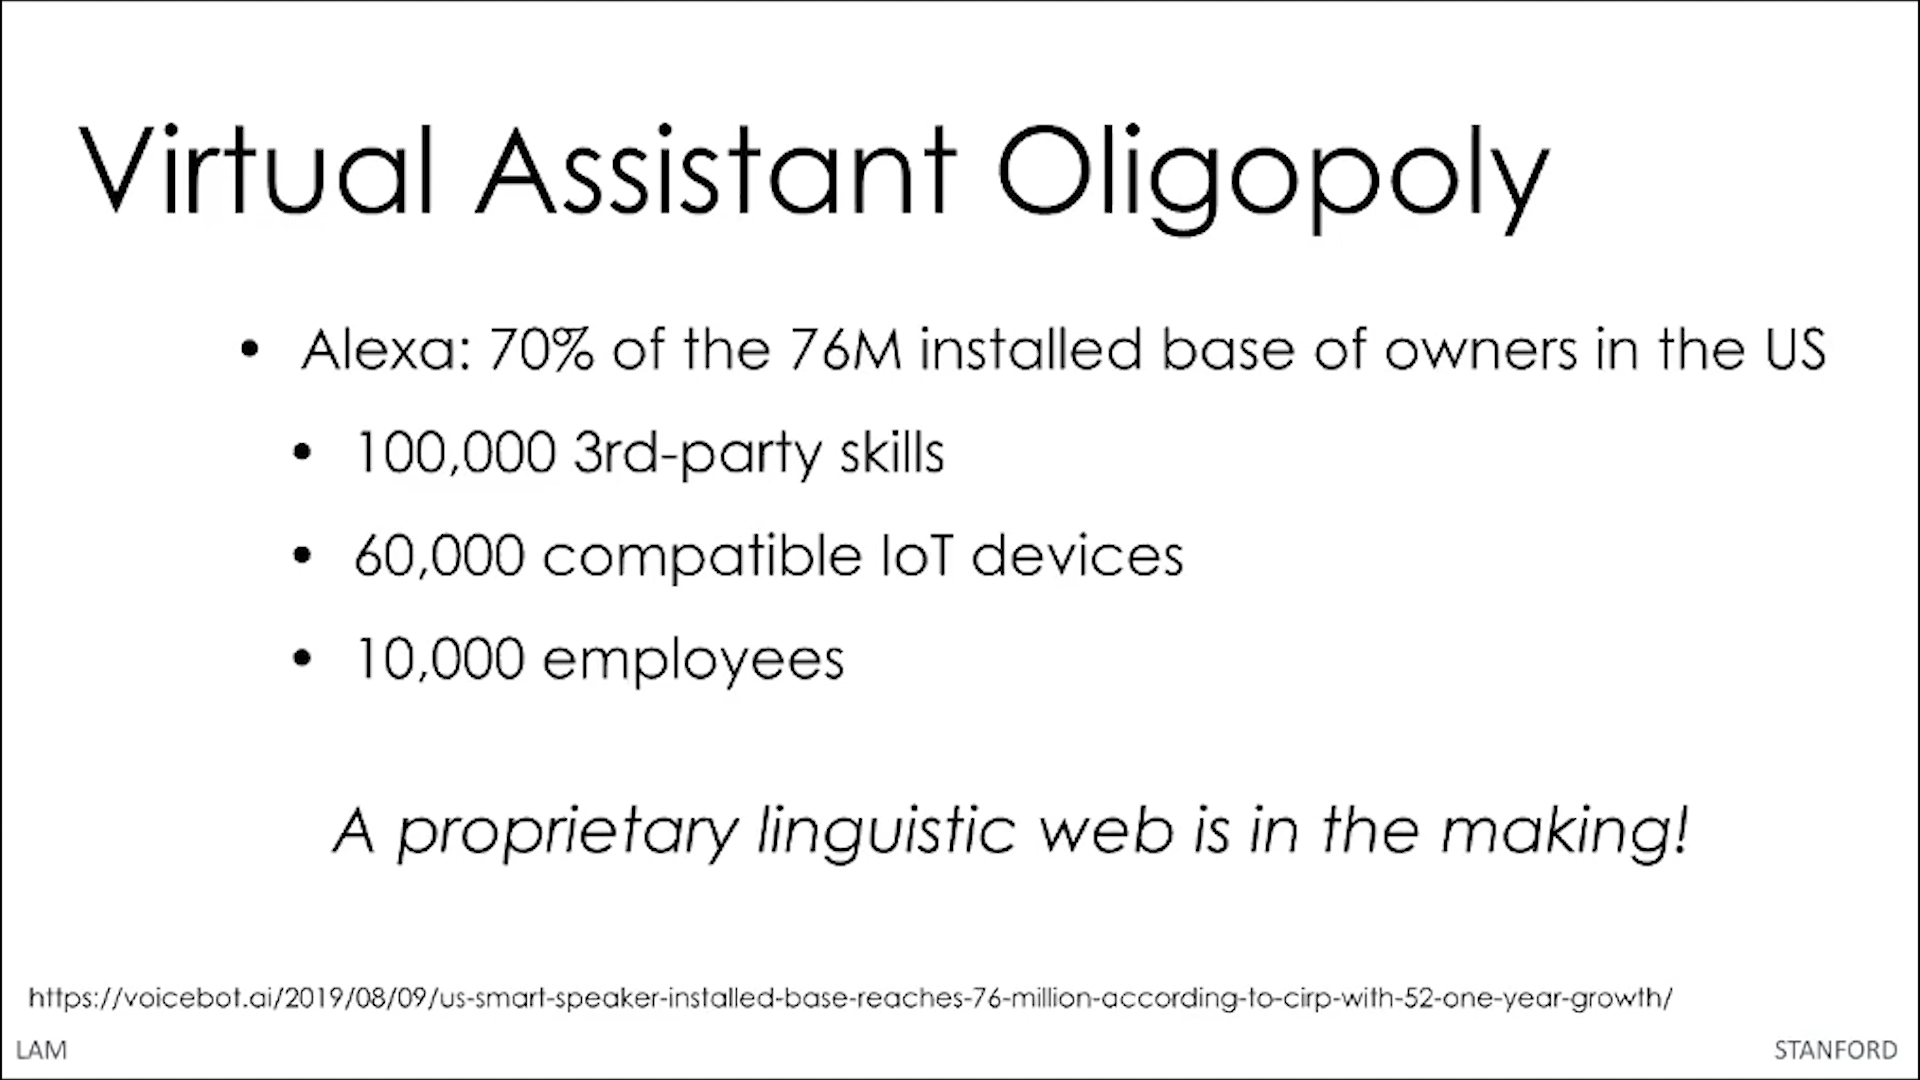 Virtual Assistant Oligopoly
• Alexa: 70% of the 76M installed base of owners in the US
• 100,000 3rd-party skills
• 60,000 compatible IoT devices
• 10,000 employees
A proprietary linguistic web is in the making!
https://voicebot.ai/2019/08/09/us-smart-speaker-installed-base-reaches-76-million-according-to-cirp-with-52-one-year-growth/
LAM
STANFORD